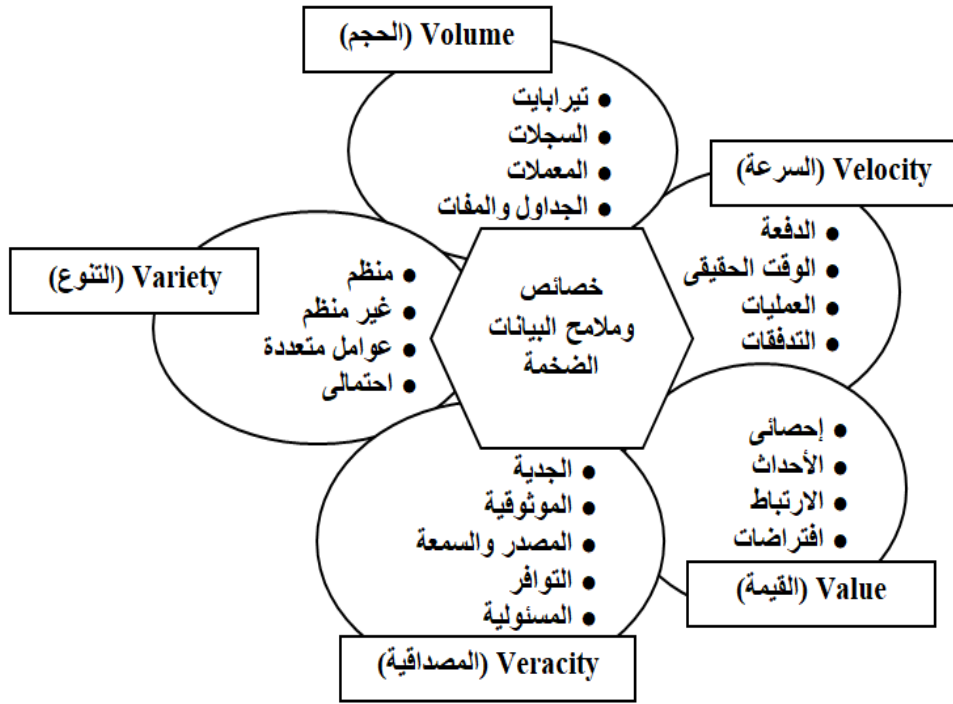 Volume (الحجم)
• تيرابايت
• السجلات
• المعملات
• الجداول والمفات
Velocity (السرعة)
• الدفعة
• الوقت الحقيقى
• العمليات
• التدفقات
Variety (التنوع)
• منظم
• غير منظم
• عوامل متعددة
• احتمالى
خصائص
وملامح البيانات
الضخمة
• إحصائى
• الأحداث
• الارتباط
• افتراضات
Value (القيمة)
• الجدية
• الموثوقية
• المصدر والسمعة
• التوافر
• المسئولية
Veracity (المصداقية)